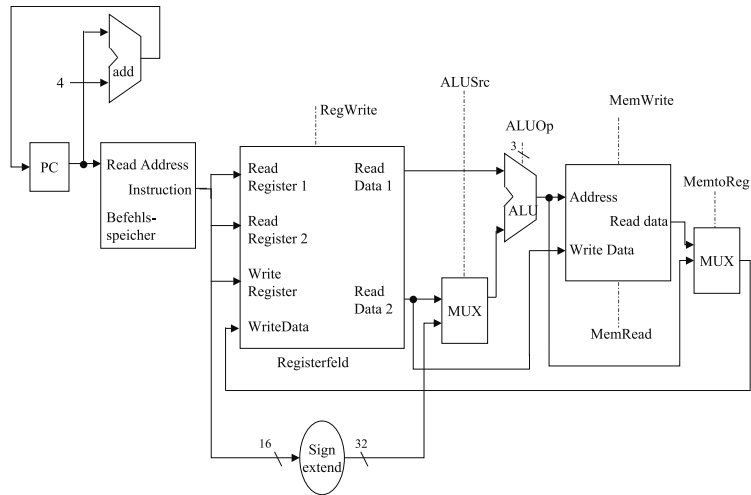 add
4
ALUSrc
RegWrite
MemWrite
ALUOp
3
PC
Read Address
Instruction
Befehls-
speicher
Read
Register 1
Read
Register 2
Write
Register
WriteData
Read
Data 1
Read
Data 2
Registerfeld
MUX
ALU
Address
Read data
Write Data
MemRead
MemtoReg
MUX
16
Sign
extend
32